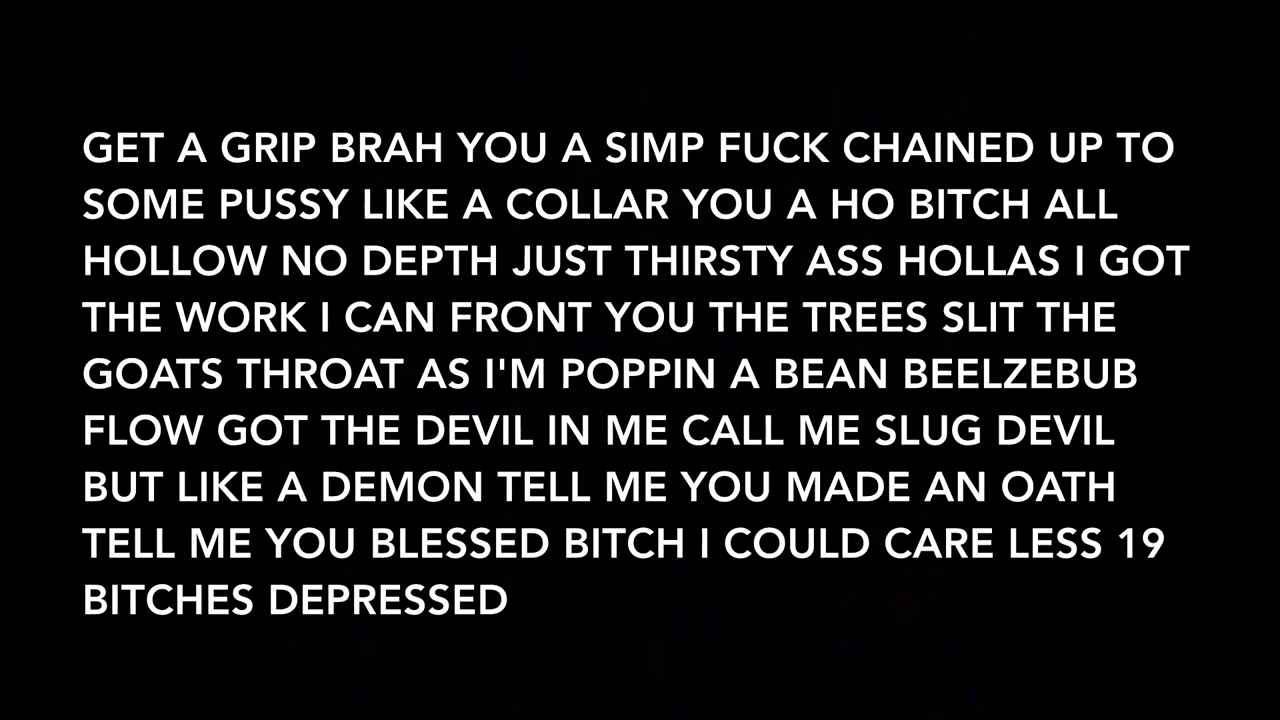 GET A GRIP BRAH YOU A SIMP FUCK CHAINED UP TO
SOME PUSSY LIKE A COLLAR YOU A HO BITCH ALL
HOLLOW NO DEPTH JUST THIRSTY ASS HOLLAS I GOT
THE WORK I CAN FRONT YOU THE TREES SLIT THE
GOATS THROAT AS I'M POPPIN A BEAN BEELZEBUB
FLOW GOT THE DEVIL IN ME CALL ME SLUG DEVIL
BUT LIKE A DEMON TELL ME YOU MADE AN OATH
TELL ME YOU BLESSED BITCH I COULD CARE LESS 19
BITCHES DEPRESSED